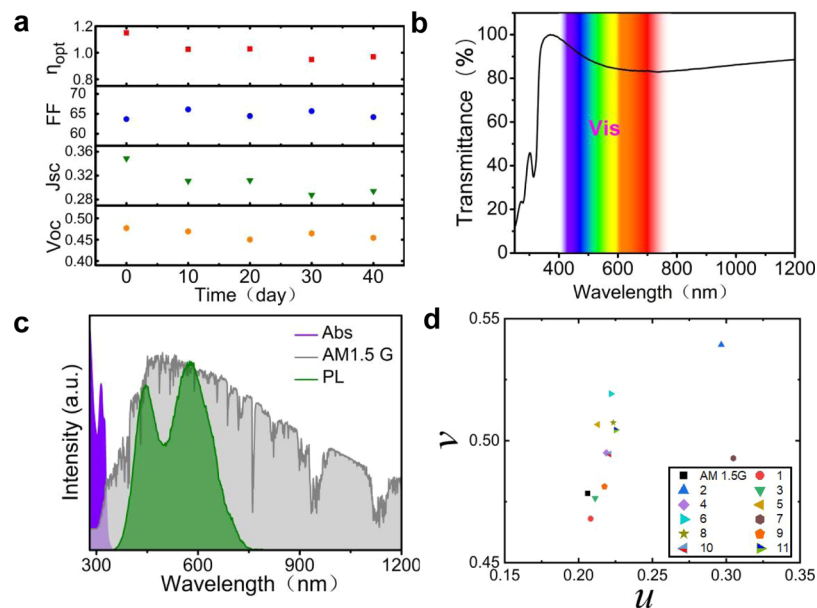 a
1.2
1.0
0.8
ηopt
70
65
60
FF
0.36
0.28
Jsc
0.50
0.45
0.40
Voc
0 10 20 30 40
Time (day)
b
100
80
60
40
20
0
Transmittance (%)
Vis
400 600 800 1000 1200
Wavelength (nm)
c
Abs
AM1.5 G
PL
Intensity (a.u.)
300 600 900 1200
Wavelength (nm)
d
0.55
0.50
0.45
v
AM 1.5G 1
2 3
4 5
6 7
8 9
10 11
0.15 0.20 0.25 0.30 0.35
u